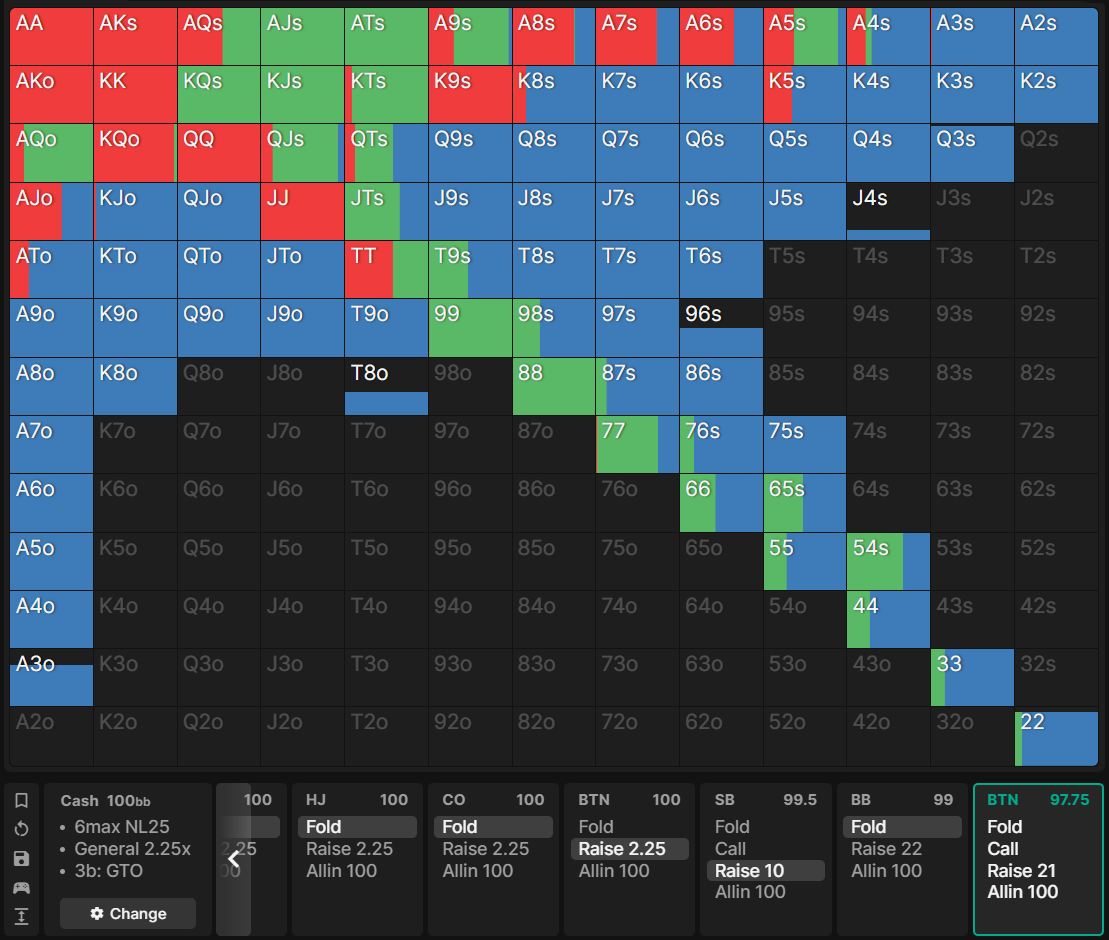 AA AKs AQs AJs ATs A9s A8s A7s A6s A5s A4s A3s A2s
AKo KK KQs KJs KTs K9s K8s K7s K6s K5s K4s K3s K2s
AQo KQo QQ QJs QTs Q9s Q8s Q7s Q6s Q5s Q4s Q3s Q2s
AJo KJo QJo JJ JTs J9s J8s J7s J6s J5s J4s J3s J2s
ATo KTo QTo JTo TT T9s T8s T7s T6s T5s T4s T3s T2s
A9o K9o Q9o J9o T9o 99 98s 97s 96s 95s 94s 93s 92s
A8o K8o Q8o J8o T8o 98o 88 87s 86s 85s 84s 83s 82s
A7o K7o Q7o J7o T7o 97o 87o 77 76s 75s 74s 73s 72s
A6o K6o Q6o J6o T6o 96o 86o 76o 66 65s 64s 63s 62s
A5o K5o Q5o J5o T5o 95o 85o 75o 65o 55 54s 53s 52s
A4o K4o Q4o J4o T4o 94o 84o 74o 64o 54o 44 43s 42s
A3o K3o Q3o J3o T3o 93o 83o 73o 63o 53o 43o 33 32s
A2o K2o Q2o J2o T2o 92o 82o 72o 62o 52o 42o 32o 22
Cash 100bb 100 HJ 100 CO 100 BTN 100 SB 99.5 BB 99 BTN 97.75
• 6max NL25 Fold Fold Fold Fold Fold Fold
• General 2.25x 2.25 Raise 2.25 Raise 2.25 Raise 2.25 Call Raise 22 Call
• 3b: GTO 00 Allin 100 Allin 100 Allin 100 Raise 10 Allin 100 Raise 21
Allin 100 Allin 100
Change